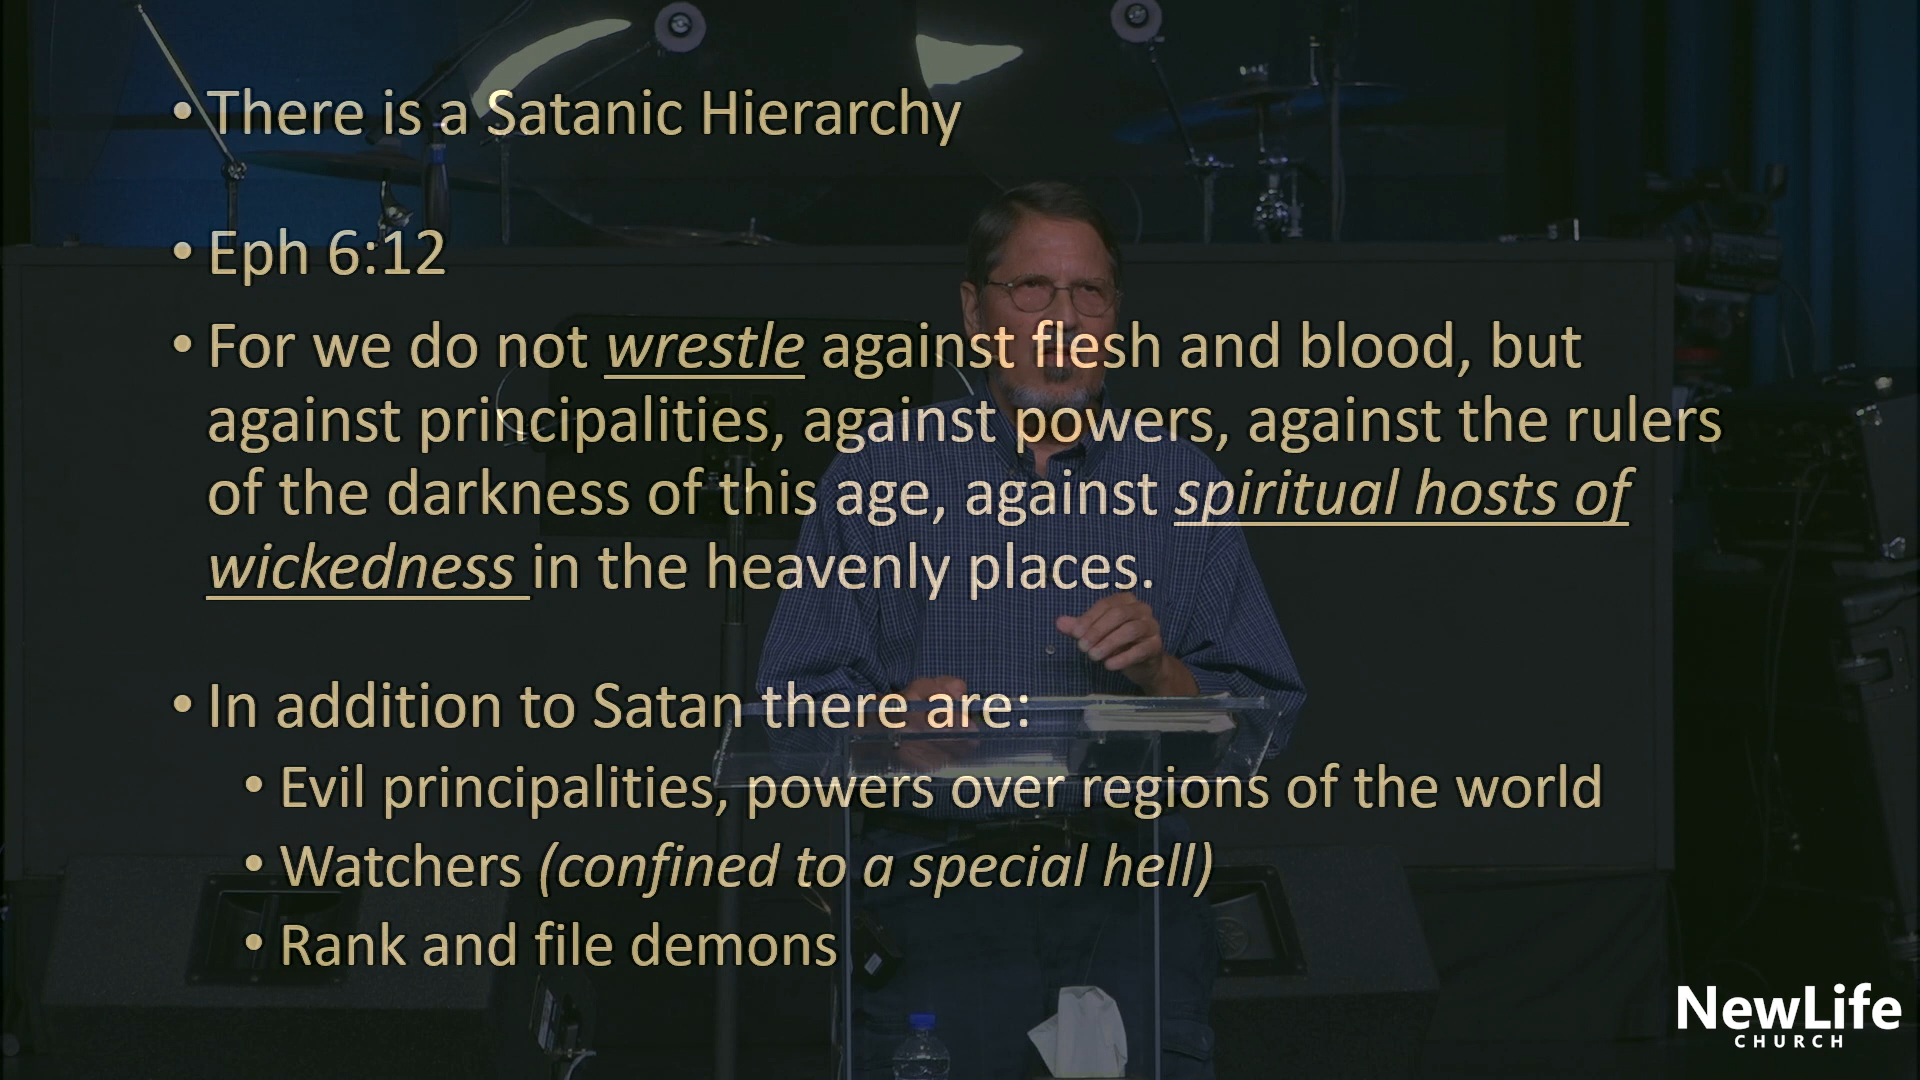 • There is a Satanic Hierarchy
• Eph 6:12
• For we do not wrestle against flesh and blood, but
against principalities, against powers, against the rulers
of the darkness of this age, against spiritual hosts of
wickedness in the heavenly places.
• In addition to Satan there are:
• Evil principalities, powers over regions of the world
• Watchers (confined to a special hell)
• Rank and file demons
NewLife
CHURCH